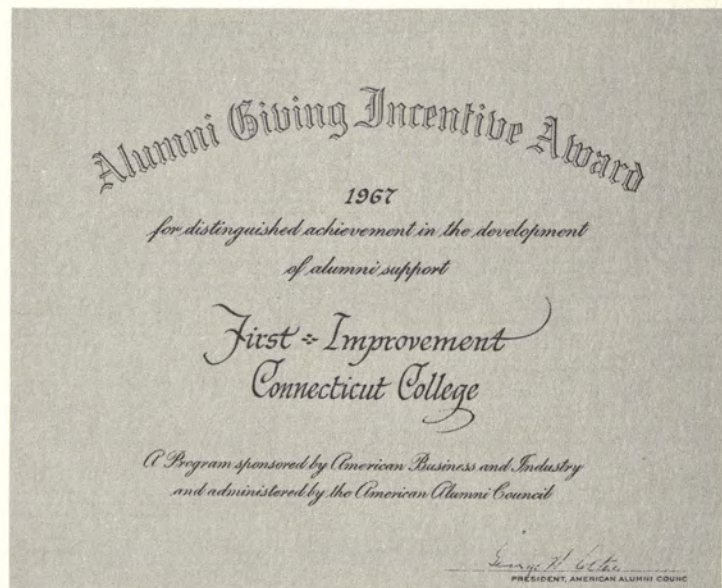 Alumni Giving Incentive Award
1967
for distinguished achievement in the development
of alumni support
First ÷ Improvement
Connecticut College
A Program sponsored by American Business and Industry
and administered by the American Alumni Council
George H.
PRESIDENT, AMERICAN ALUMNI COUNC